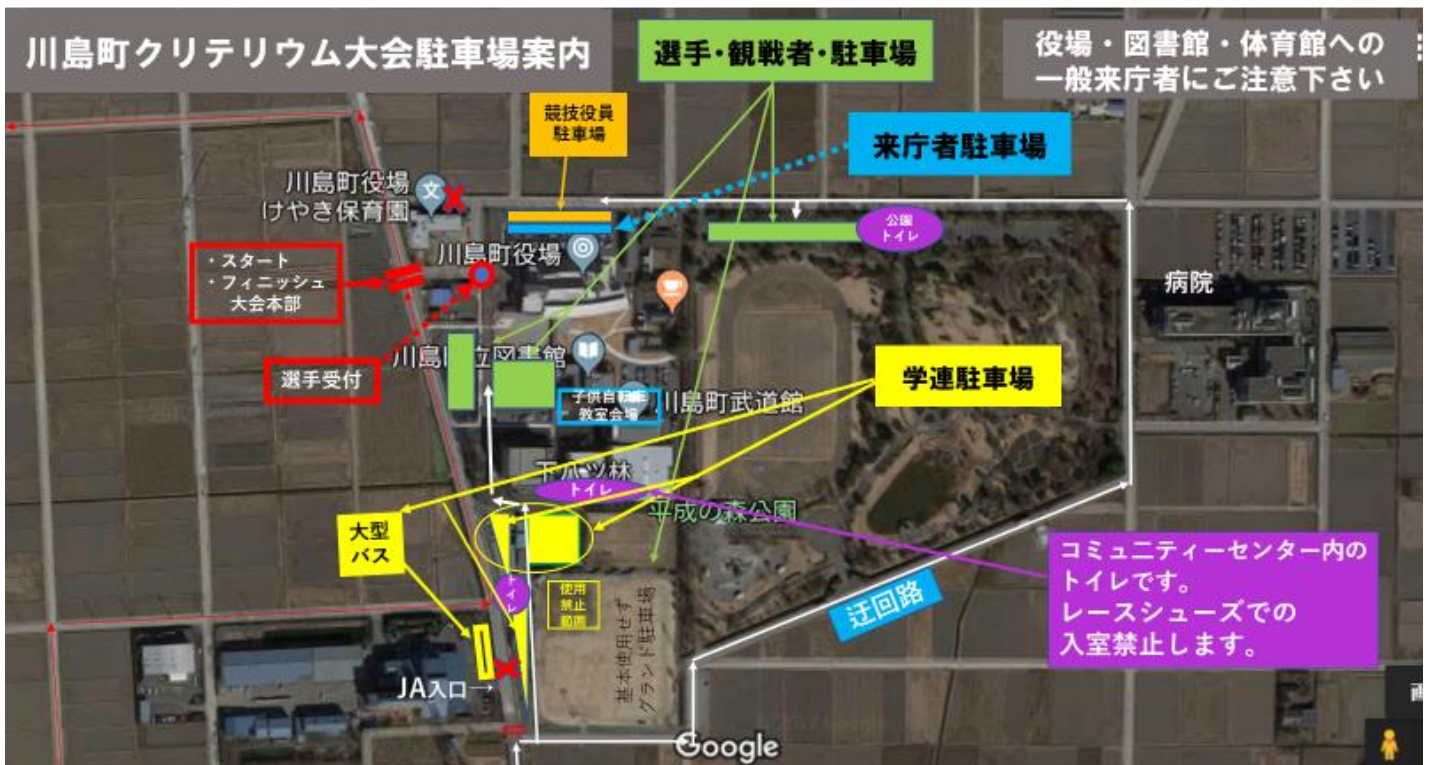 川島町クリテリウム大会駐車場案内
選手・観戦者・駐車場
役場・図書館・体育館への
一般来庁者にご注意下さい
競技役員
駐車場
来庁者駐車場
川島町役場
けやき保育園
文
公園
トイレ
川島町役場
・スタート
・フィニッシュ
大会本部
病院
選手受付
川島
立図書館
学連駐車場
子供自転車
教室会場
川島町武道館
下八ツ林
トイレ
平成の森公園
大型
バス
コミュニティーセンター内の
トイレです。
レースシューズでの
入室禁止します。
トイレ
使用
禁止
範囲
基本使用せず
グランド駐車場
迂回路
JA入口→
Google
画